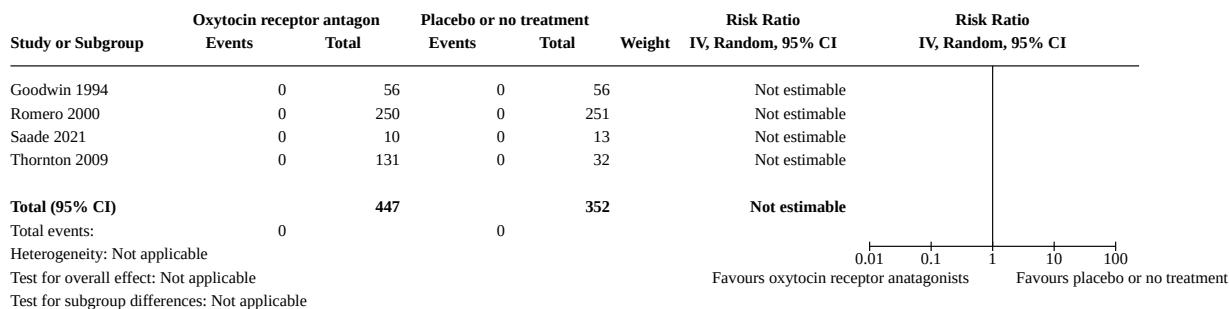 Oxytocin receptor antagon Placebo or no treatment Risk Ratio Risk Ratio
Study or Subgroup Events Total Events Total Weight IV, Random, 95% CI IV, Random, 95% CI
Goodwin 1994 0 56 0 56 Not estimable
Romero 2000 0 250 0 251 Not estimable
Saade 2021 0 10 0 13 Not estimable
Thornton 2009 0 131 0 32 Not estimable
Total (95% CI) 447 352 Not estimable
Total events: 0 0
Heterogeneity: Not applicable
0.01 0.1 1 10 100
Test for overall effect: Not applicable Favours oxytocin receptor anatagonists Favours placebo or no treatment
Test for subgroup differences: Not applicable